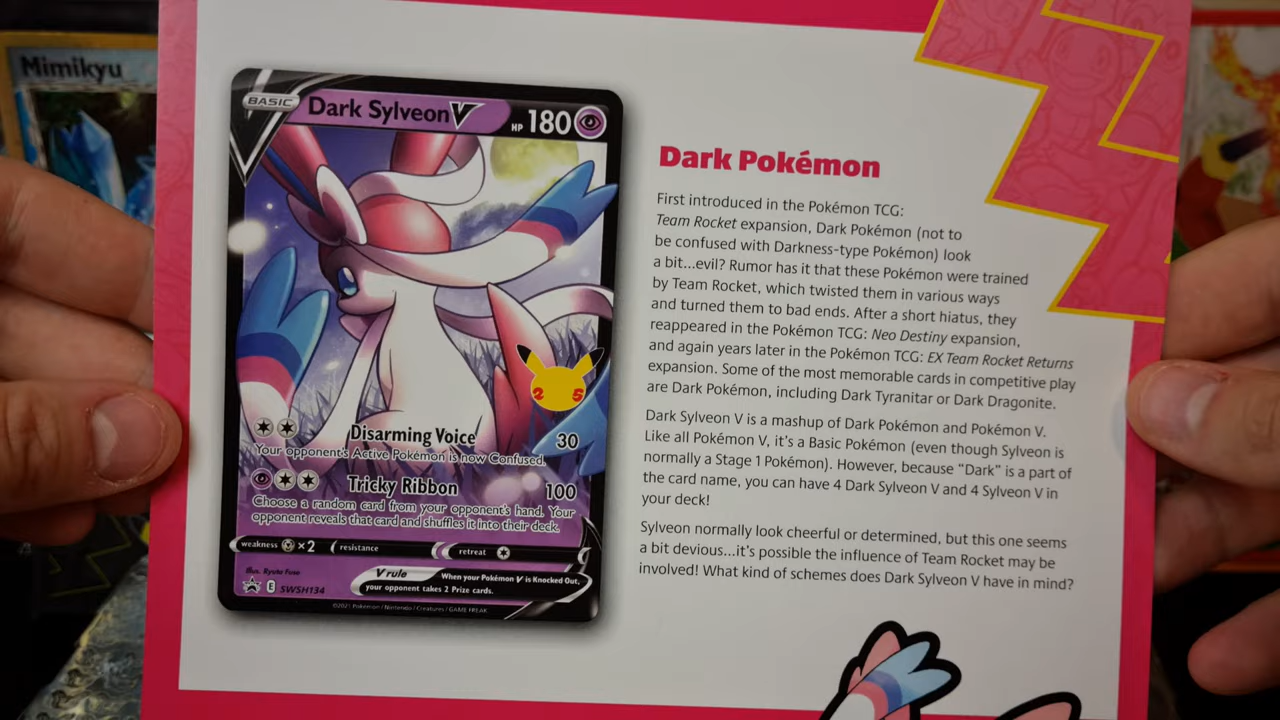 Mimikyu
BASIC
Dark Sylveon V
HP 180
2 5
Disarming Voice 30
Your opponent's Active Pokémon is now Confused.
Tricky Ribbon 100
Choose a random card from your opponent's hand. Your
opponent reveals that card and shuffles it into their deck.
weakness ×2 resistance retreat
Illus. Ryuta Fuse
E SWSH134
V rule When your Pokémon V is Knocked Out,
your opponent takes 2 Prize cards.
©2021 Pokémon / Nintendo / Creatures / GAME FREAK
Dark Pokémon
First introduced in the Pokémon TCG:
Team Rocket expansion, Dark Pokémon (not to
be confused with Darkness-type Pokémon) look
a bit...evil? Rumor has it that these Pokémon were trained
by Team Rocket, which twisted them in various ways
and turned them to bad ends. After a short hiatus, they
reappeared in the Pokémon TCG: Neo Destiny expansion,
and again years later in the Pokémon TCG: EX Team Rocket Returns
expansion. Some of the most memorable cards in competitive play
are Dark Pokémon, including Dark Tyranitar or Dark Dragonite.
Dark Sylveon V is a mashup of Dark Pokémon and Pokémon V.
Like all Pokémon V, it's a Basic Pokémon (even though Sylveon is
normally a Stage 1 Pokémon). However, because "Dark" is a part of
the card name, you can have 4 Dark Sylveon V and 4 Sylveon V in
your deck!
Sylveon normally look cheerful or determined, but this one seems
a bit devious...it's possible the influence of Team Rocket may be
involved! What kind of schemes does Dark Sylveon V have in mind?